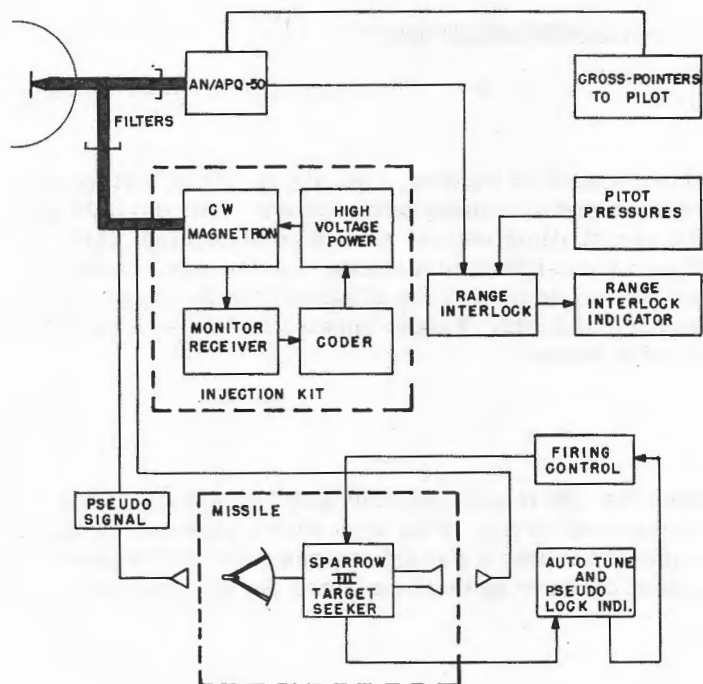 AN/APQ-50
CROSS-POINTERS
TO PILOT
FILTERS
CW
MAGNETRON
HIGH
VOLTAGE
POWER
PITOT
PRESSURES
MONITOR
RECEIVER
CODER
RANGE
INTERLOCK
RANGE
INTERLOCK
INDICATOR
INJECTION KIT
FIRING
CONTROL
PSEUDO
SIGNAL
MISSILE
SPARROW
III
TARGET
SEEKER
AUTO TUNE
AND
PSEUDO
LOCK INDI.